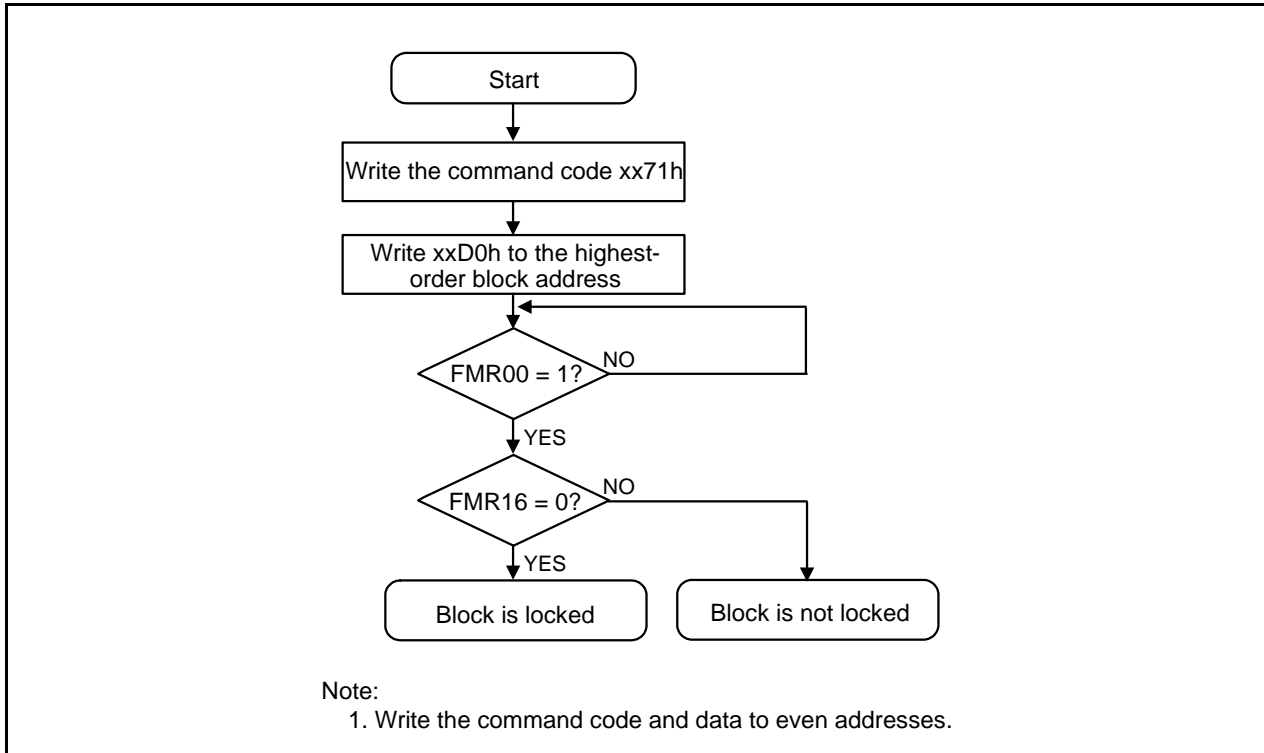 Start
Write the command code xx71h
Write xxD0h to the highest-
order block address
NO
FMR00 = 1?
YES
NO
FMR16 = 0?
YES
Block is locked
Block is not locked
Note:
1. Write the command code and data to even addresses.